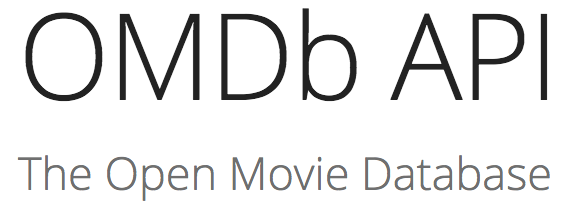 OMDb API
The Open Movie Database